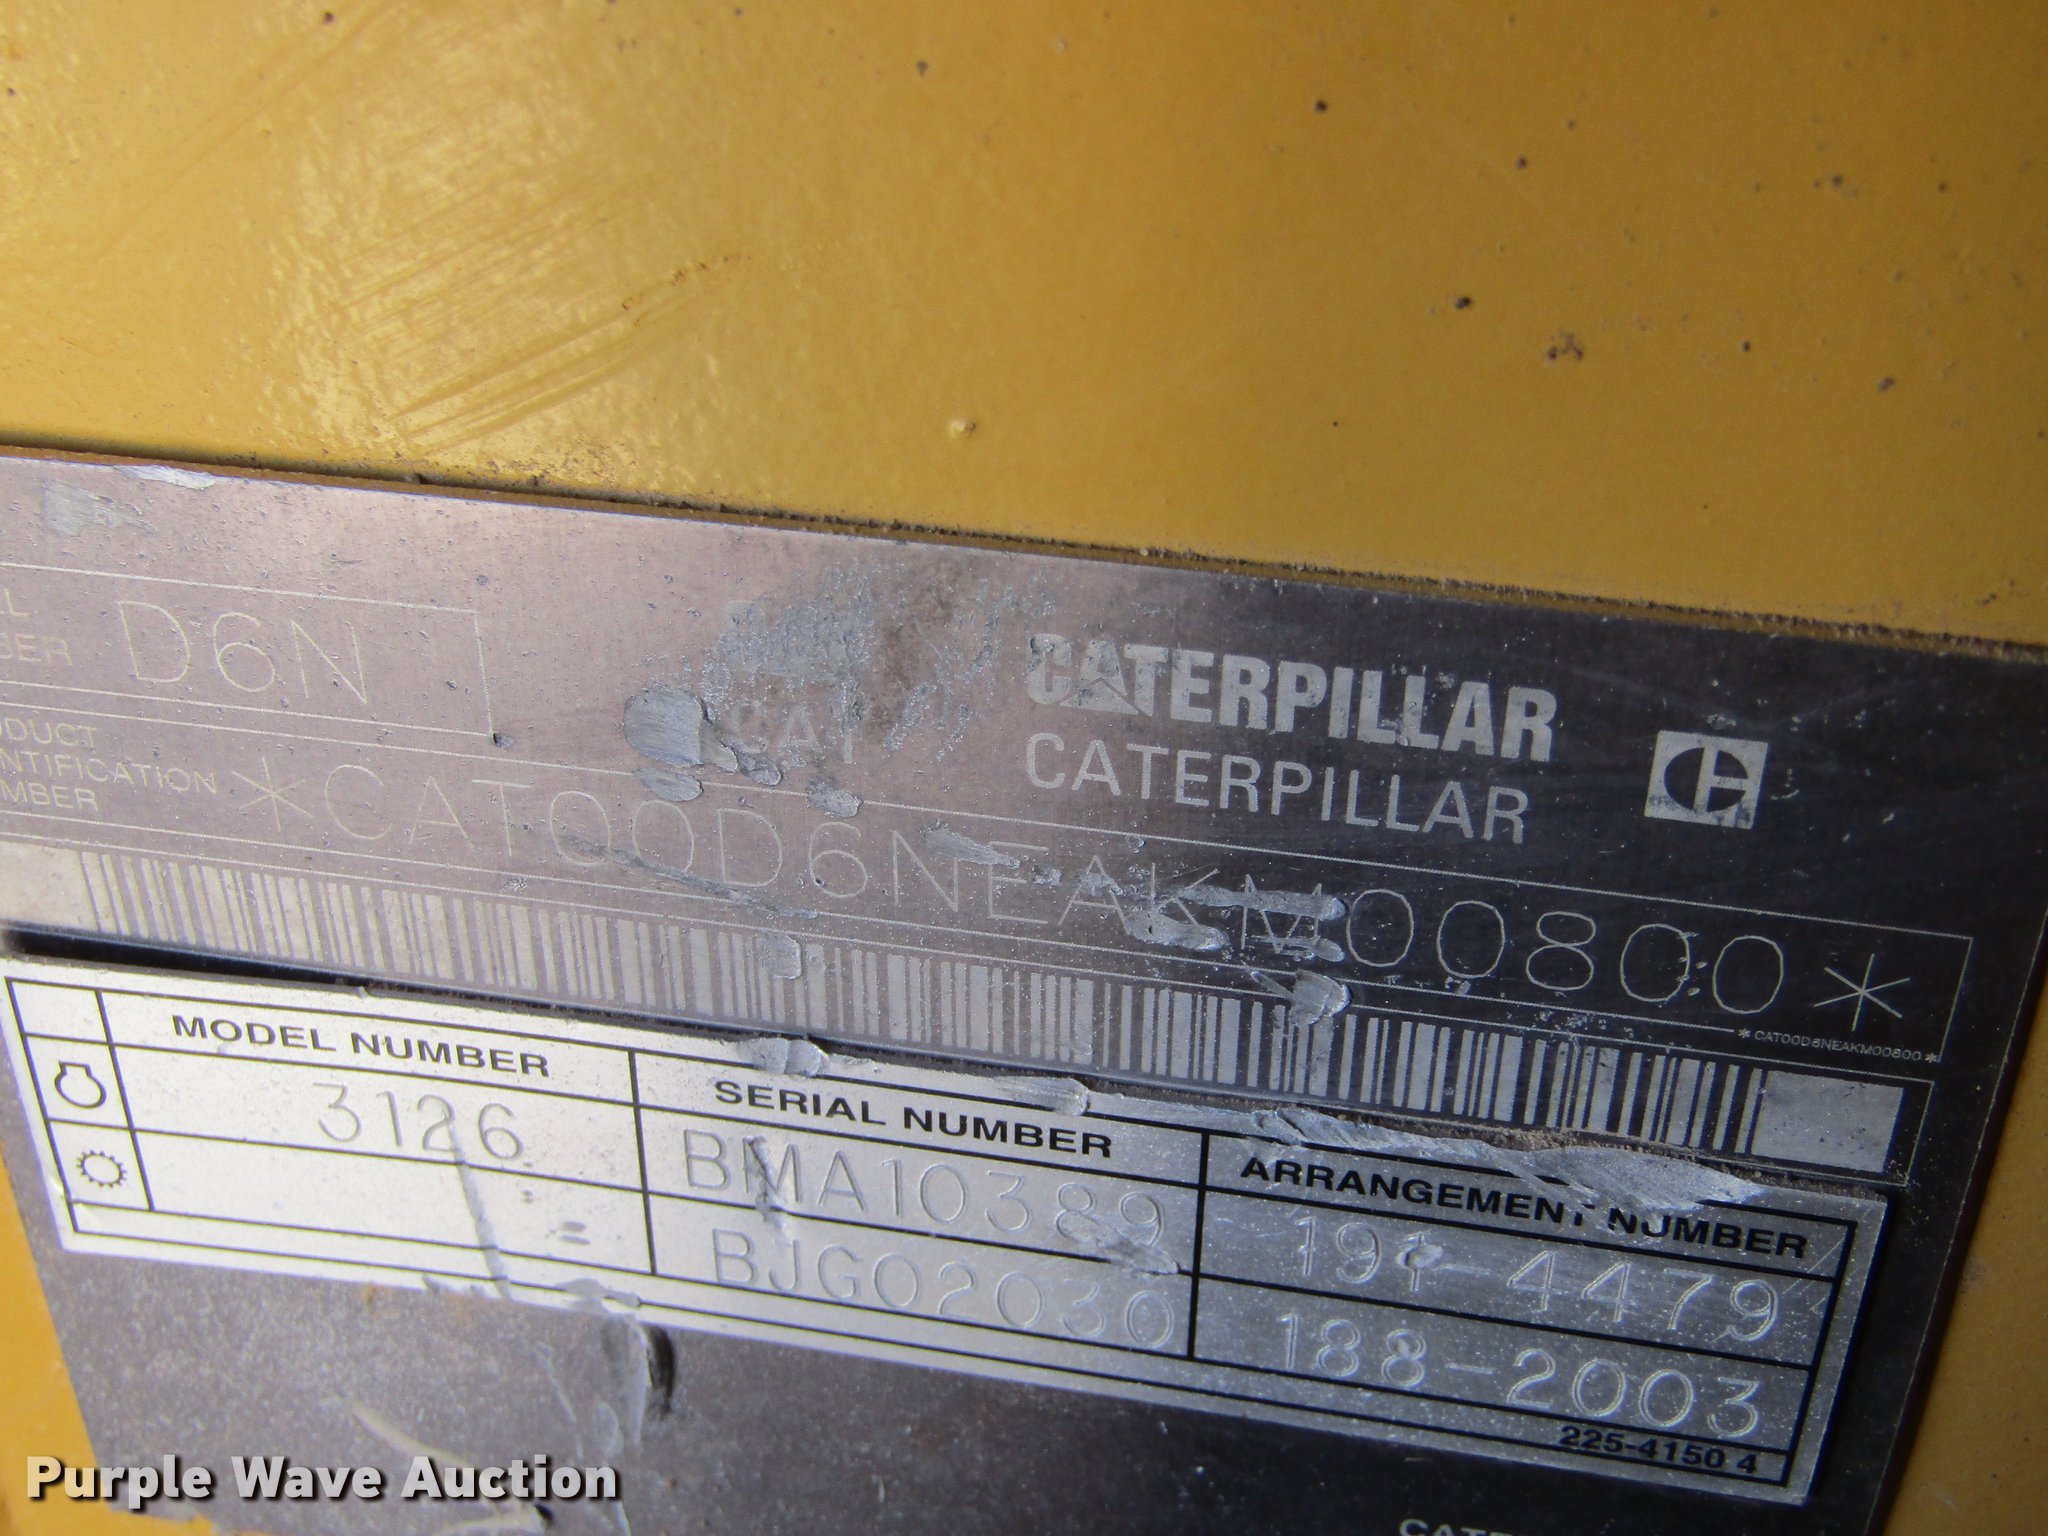 D6N
CAT
CATERPILLAR
CATERPILLAR
*CAT00D6NEAKM00800*
*CAT00D6NEAKM00800*
MODEL NUMBER
SERIAL NUMBER
ARRANGEMENT NUMBER
3126
BMA10389
BJG02030
188-2003
225-4150 4
Purple Wave Auction